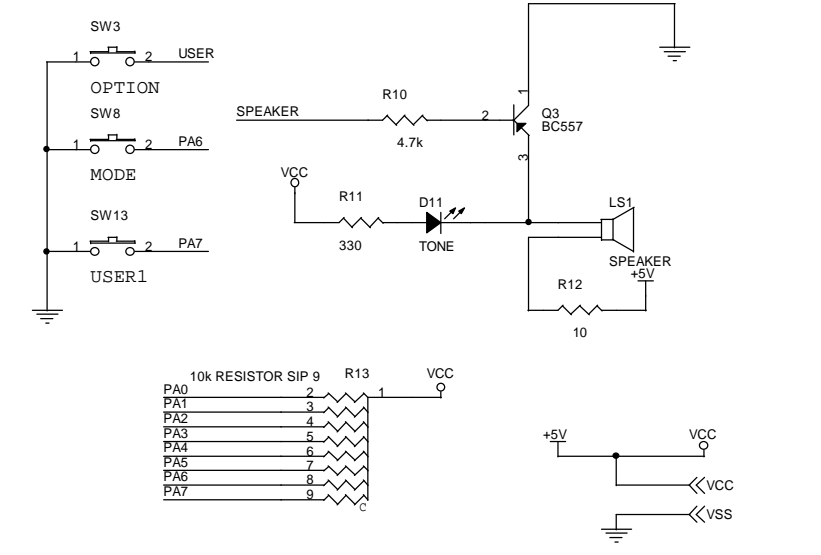 SW3
1 2 USER
OPTION
SW8
1 2 PA6
MODE
SW13
1 2 PA7
USER1
SPEAKER
R10
4.7k
2
1
3
Q3
BC557
VCC
R11
330
D11
TONE
LS1
SPEAKER
+5V
R12
10
10k RESISTOR SIP 9 R13
VCC
PA0 2 1
PA1 3
PA2 4
PA3 5
PA4 6
PA5 7
PA6 8
PA7 9
C
+5V VCC
VCC
VSS